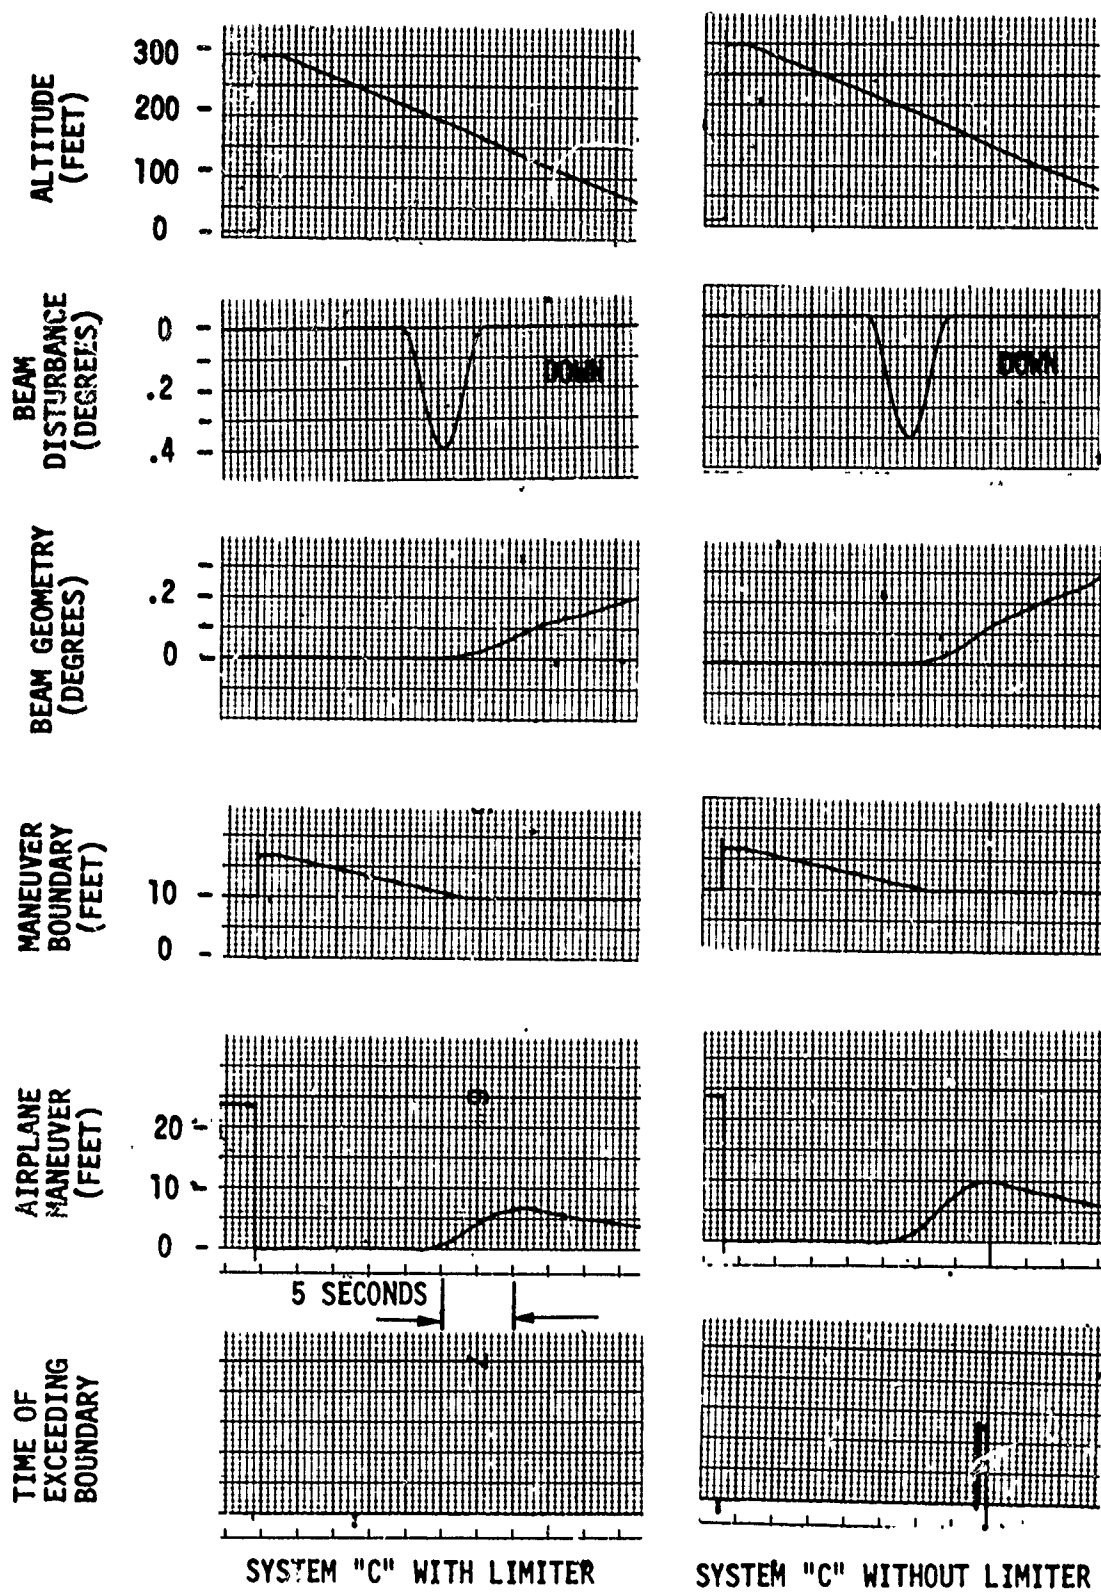 ALTITUDE
(FEET)
300
200
100
0
BEAM
DISTURBANCE
(DEGREES)
0
.2
.4
DOWN
DOWN
BEAM GEOMETRY
(DEGREES)
.2
0
MANEUVER
BOUNDARY
(FEET)
10
0
AIRPLANE
MANEUVER
(FEET)
20
10
0
5 SECONDS
TIME OF
EXCEEDING
BOUNDARY
SYSTEM "C" WITH LIMITER
SYSTEM "C" WITHOUT LIMITER